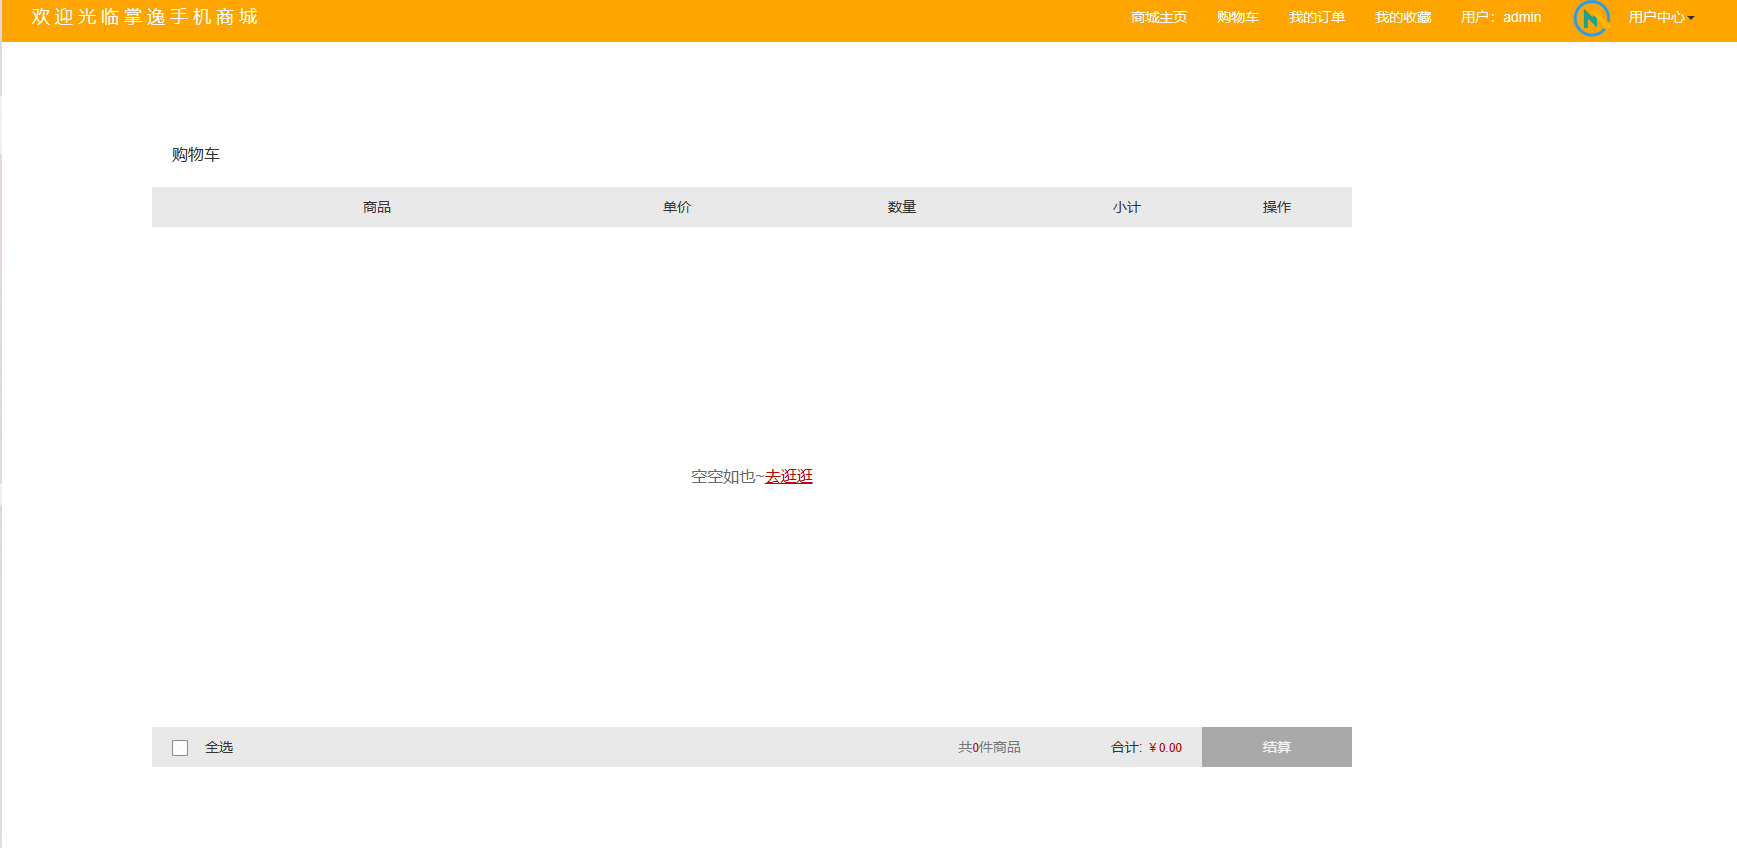 欢迎光临掌逸手机商城 商城主页 购物车 我的订单 我的收藏 用户：admin 用户中心
购物车
商品 单价 数量 小计 操作
空空如也~去逛逛
全选 共0件商品 合计: ¥0.00 结算